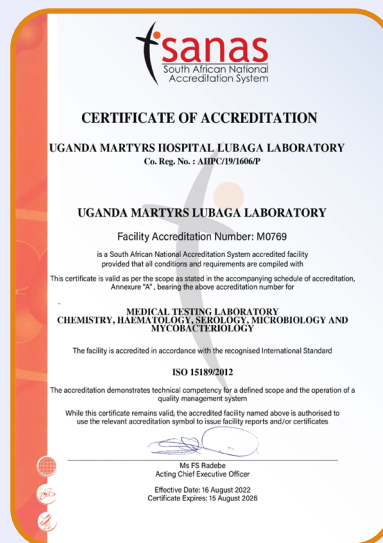 sanas
South African National
Accreditation System
CERTIFICATE OF ACCREDITATION
UGANDA MARTYRS HOSPITAL LUBAGA LABORATORY
Co. Reg. No. : AHPC/19/1606/P
UGANDA MARTYRS LUBAGA LABORATORY
Facility Accreditation Number: M0769
is a South African National Accreditation System accredited facility
provided that all conditions and requirements are compiled with
This certificate is valid as per the scope as stated in the accompanying schedule of accreditation,
Annexure "A", bearing the above accreditation number for
MEDICAL TESTING LABORATORY
CHEMISTRY, HAEMATOLOGY, SEROLOGY, MICROBIOLOGY AND
MYCOBACTERIOLOGY
The facility is accredited in accordance with the recognised International Standard
ISO 15189/2012
The accreditation demonstrates technical competency for a defined scope and the operation of a
quality management system
While this certificate remains valid, the accredited facility named above is authorised to
use the relevant accreditation symbol to issue facility reports and/or certificates
Ms FS Radebe
Acting Chief Executive Officer
Effective Date: 16 August 2022
Certificate Expires: 15 August 2026